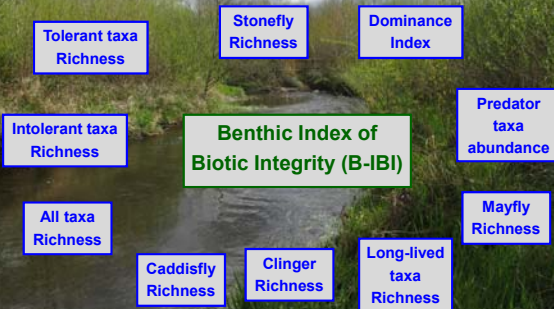 Stonefly
Richness
Dominance
Index
Tolerant taxa
Richness
Predator
taxa
abundance
Intolerant taxa
Richness
Benthic Index of
Biotic Integrity (B-IBI)
Mayfly
Richness
All taxa
Richness
Caddisfly
Richness
Clinger
Richness
Long-lived
taxa
Richness